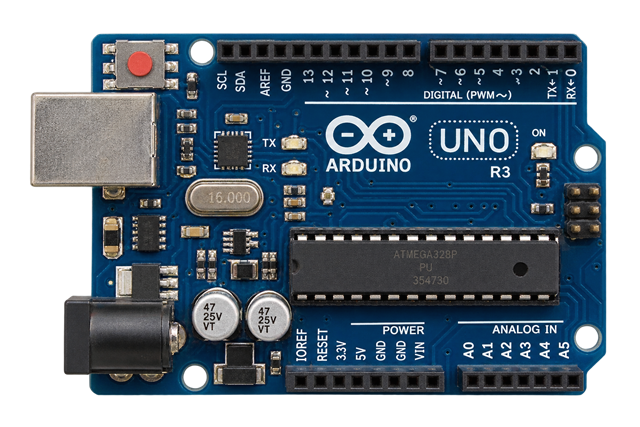 SCL SDA AREF GND 13 ~12 ~11 ~10 ~9 8 ~7 ~6 ~5 4 ~3 2 TX←1 RX←0
DIGITAL (PWM～)
ARDUINO
®
UNO
R3
ON
TX
RX
16.000
ATMEGA328P
PU
354730
47
25V
VT
47
25V
VT
POWER
ANALOG IN
IOREF RESET 3.3V 5V GND GND VIN
A0 A1 A2 A3 A4 A5